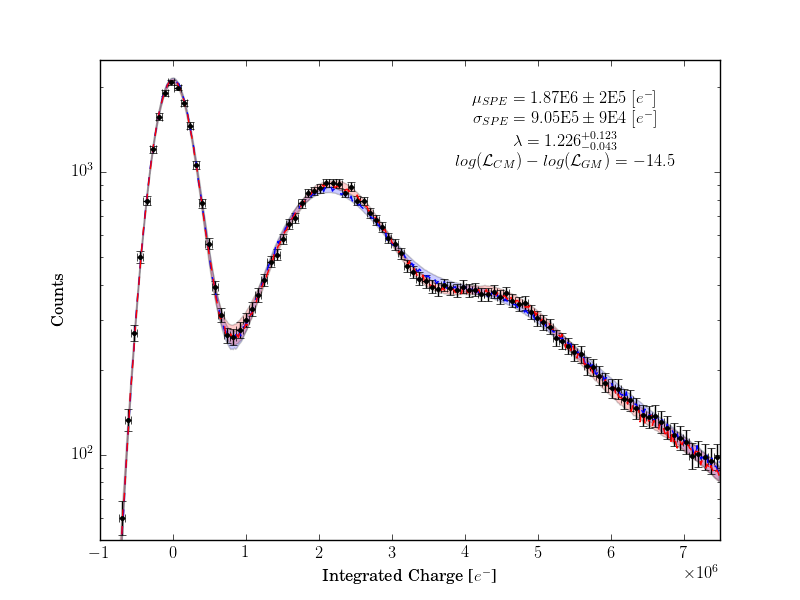 μ_SPE = 1.87E6 ± 2E5 [e⁻]
σ_SPE = 9.05E5 ± 9E4 [e⁻]
λ = 1.226 +0.123 −0.043
log(ℒ_CM) − log(ℒ_GM) = −14.5
10³
10²
Counts
−1 0 1 2 3 4 5 6 7
×10⁶
Integrated Charge [e⁻]